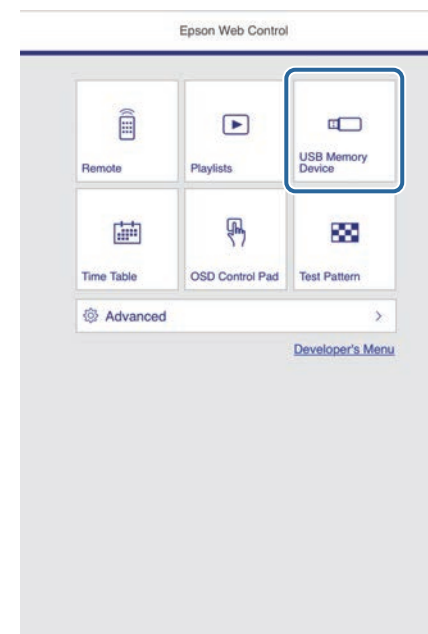 Epson Web Control
Remote
Playlists
USB Memory
Device
Time Table
OSD Control Pad
Test Pattern
Advanced
Developer's Menu